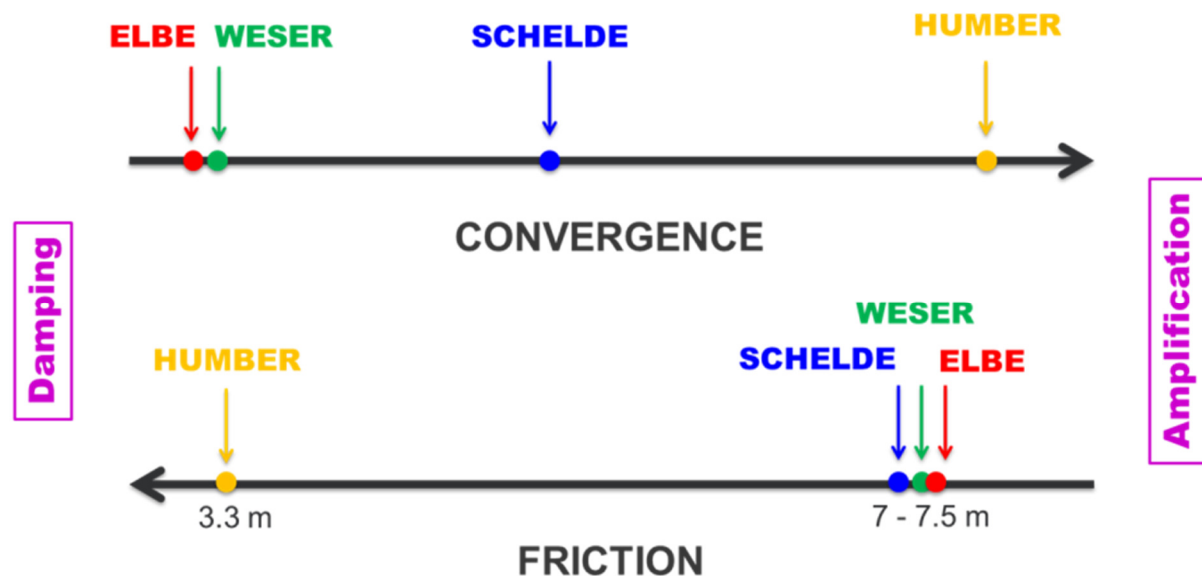 ELBE WESER SCHELDE HUMBER
CONVERGENCE
Damping
Amplification
WESER
HUMBER SCHELDE ELBE
3.3 m 7 - 7.5 m
FRICTION